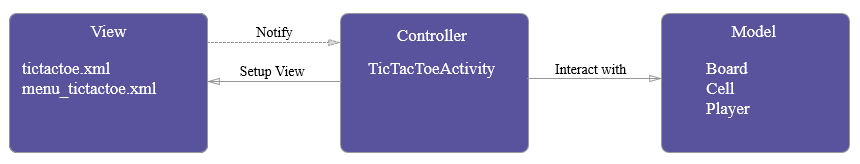 View
tictactoe.xml
menu_tictactoe.xml
Notify
Setup View
Controller
TicTacToeActivity
Interact with
Model
Board
Cell
Player